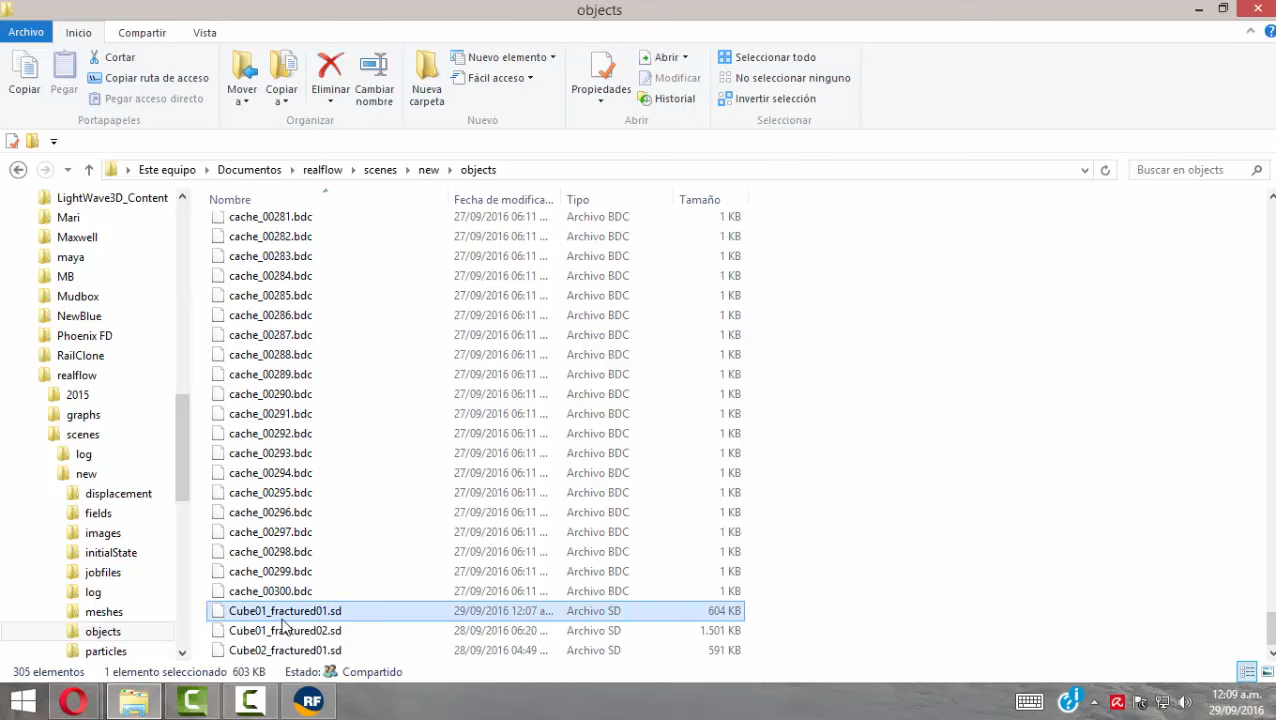 objects
Archivo Inicio Compartir Vista
Copiar
Pegar
Cortar
Copiar ruta de acceso
Pegar acceso directo
Portapapeles
Mover a
Copiar a
Eliminar
Cambiar nombre
Organizar
Nueva carpeta
Nuevo elemento
Fácil acceso
Nuevo
Propiedades
Abrir
Modificar
Historial
Abrir
Seleccionar todo
No seleccionar ninguno
Invertir selección
Seleccionar
Este equipo Documentos realflow scenes new objects
Buscar en objects
LightWave3D_Content
Mari
Maxwell
maya
MB
Mudbox
NewBlue
Phoenix FD
RailClone
realflow
2015
graphs
scenes
log
new
displacement
fields
images
initialState
jobfiles
log
meshes
objects
particles
Nombre Fecha de modifica... Tipo Tamaño
cache_00281.bdc 27/09/2016 06:11 ... Archivo BDC 1 KB
cache_00282.bdc 27/09/2016 06:11 ... Archivo BDC 1 KB
cache_00283.bdc 27/09/2016 06:11 ... Archivo BDC 1 KB
cache_00284.bdc 27/09/2016 06:11 ... Archivo BDC 1 KB
cache_00285.bdc 27/09/2016 06:11 ... Archivo BDC 1 KB
cache_00286.bdc 27/09/2016 06:11 ... Archivo BDC 1 KB
cache_00287.bdc 27/09/2016 06:11 ... Archivo BDC 1 KB
cache_00288.bdc 27/09/2016 06:11 ... Archivo BDC 1 KB
cache_00289.bdc 27/09/2016 06:11 ... Archivo BDC 1 KB
cache_00290.bdc 27/09/2016 06:11 ... Archivo BDC 1 KB
cache_00291.bdc 27/09/2016 06:11 ... Archivo BDC 1 KB
cache_00292.bdc 27/09/2016 06:11 ... Archivo BDC 1 KB
cache_00293.bdc 27/09/2016 06:11 ... Archivo BDC 1 KB
cache_00294.bdc 27/09/2016 06:11 ... Archivo BDC 1 KB
cache_00295.bdc 27/09/2016 06:11 ... Archivo BDC 1 KB
cache_00296.bdc 27/09/2016 06:11 ... Archivo BDC 1 KB
cache_00297.bdc 27/09/2016 06:11 ... Archivo BDC 1 KB
cache_00298.bdc 27/09/2016 06:11 ... Archivo BDC 1 KB
cache_00299.bdc 27/09/2016 06:11 ... Archivo BDC 1 KB
cache_00300.bdc 27/09/2016 06:11 ... Archivo BDC 1 KB
Cube01_fractured01.sd 29/09/2016 12:07 a... Archivo SD 604 KB
Cube01_fractured02.sd 28/09/2016 06:20 ... Archivo SD 1.501 KB
Cube02_fractured01.sd 28/09/2016 04:49 ... Archivo SD 591 KB
305 elementos 1 elemento seleccionado 603 KB Estado: Compartido
RF
12:09 a.m.
29/09/2016